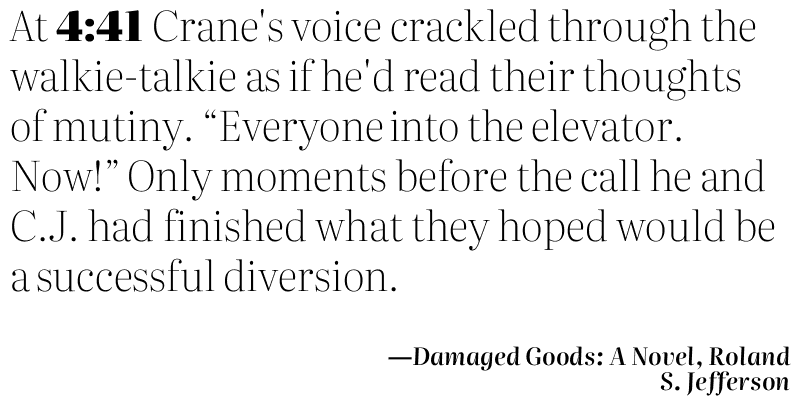 At 4:41 Crane's voice crackled through the
walkie-talkie as if he'd read their thoughts
of mutiny. “Everyone into the elevator.
Now!” Only moments before the call he and
C.J. had finished what they hoped would be
a successful diversion.
—Damaged Goods: A Novel, Roland
S. Jefferson